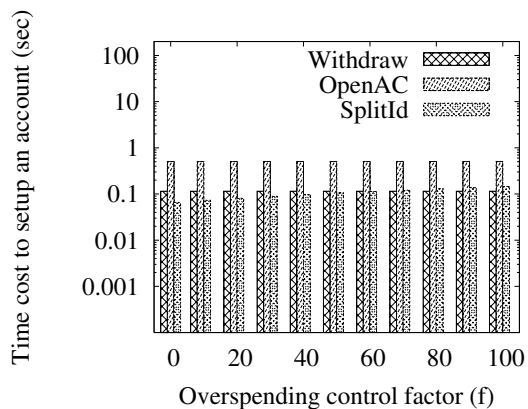 Time cost to setup an account (sec)
100
10
1
0.1
0.01
0.001
Withdraw
OpenAC
SplitId
0 20 40 60 80 100
Overspending control factor (f)